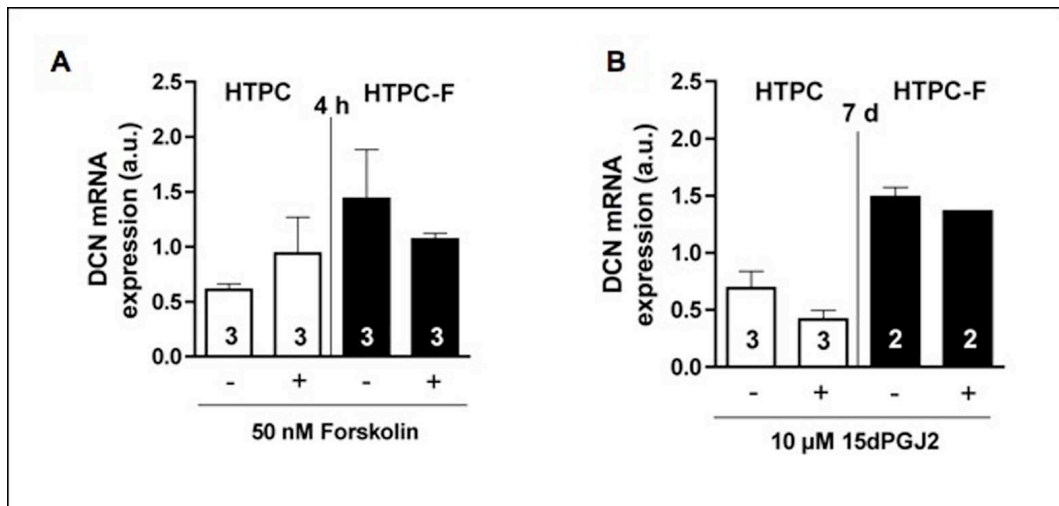 A
DCN mRNA
expression (a.u.)
2.5
2.0
1.5
1.0
0.5
0.0
HTPC
4 h
HTPC-F
3
3
3
3
-
+
-
+
50 nM Forskolin
B
DCN mRNA
expression (a.u.)
2.5
2.0
1.5
1.0
0.5
0.0
HTPC
7 d
HTPC-F
3
3
2
2
-
+
-
+
10 µM 15dPGJ2